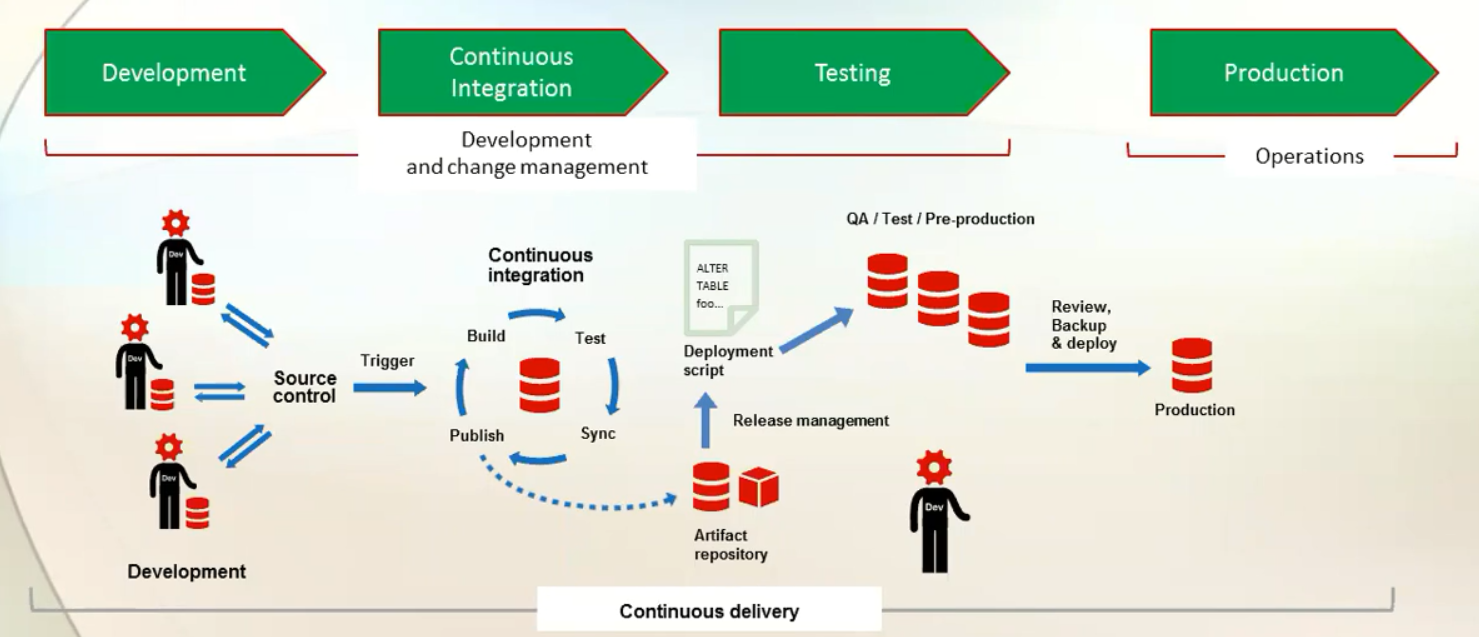 Development
Continuous
Integration
Testing
Production
Development
and change management
Operations
Dev
Dev
Dev
Development
Source
control
Trigger
Continuous
integration
Build
Test
Sync
Publish
ALTER
TABLE
foo...
Deployment
script
Release management
Artifact
repository
QA / Test / Pre-production
Dev
Review,
Backup
& deploy
Production
Continuous delivery